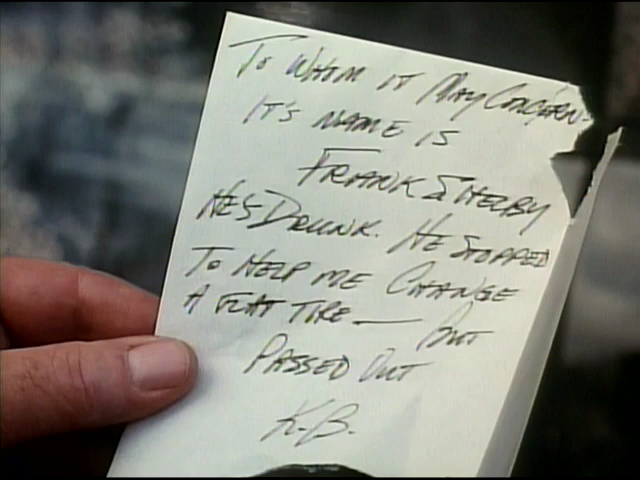 To Whom it May Concern-
It's name is
Frank Shelby
He's Drunk. He stopped
to help me change
a flat tire — But
Passed out
K.B.